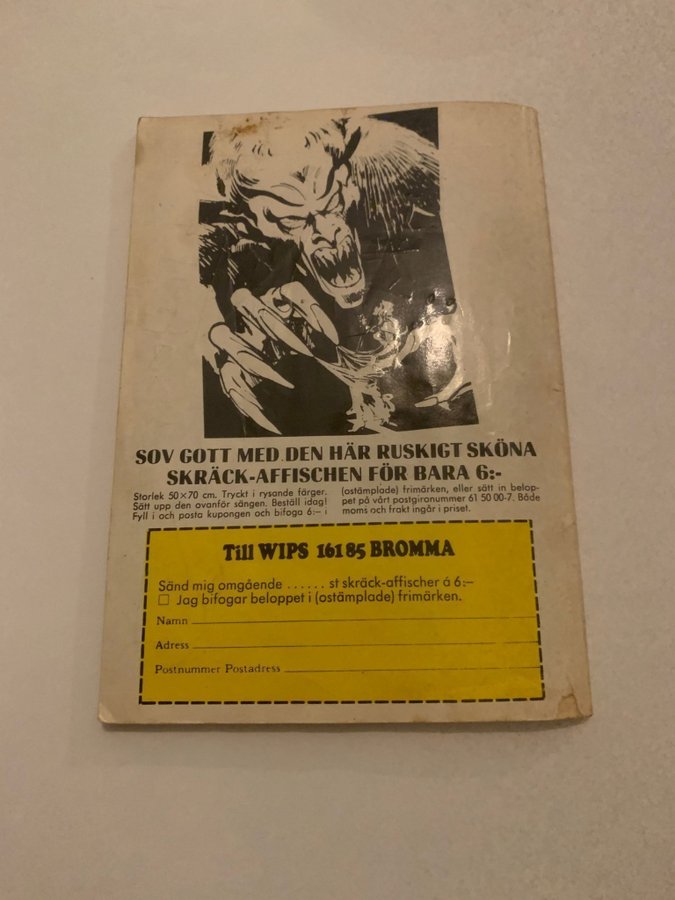 SOV GOTT MED DEN HÄR RUSKIGT SKÖNA
SKRÄCK-AFFISCHEN FÖR BARA 6:-
Storlek 50×70 cm. Tryckt i rysande färger.
Sätt upp den ovanför sängen. Beställ idag!
Fyll i och posta kupongen och bifoga 6:– i
(ostämplade) frimärken, eller sätt in belop-
pet på vårt postgironummer 61 50 00-7. Både
moms och frakt ingår i priset.
Till WIPS 161 85 BROMMA
Sänd mig omgående ...... st skräck-affischer á 6:–
☐ Jag bifogar beloppet i (ostämplade) frimärken.
Namn
Adress
Postnummer Postadress